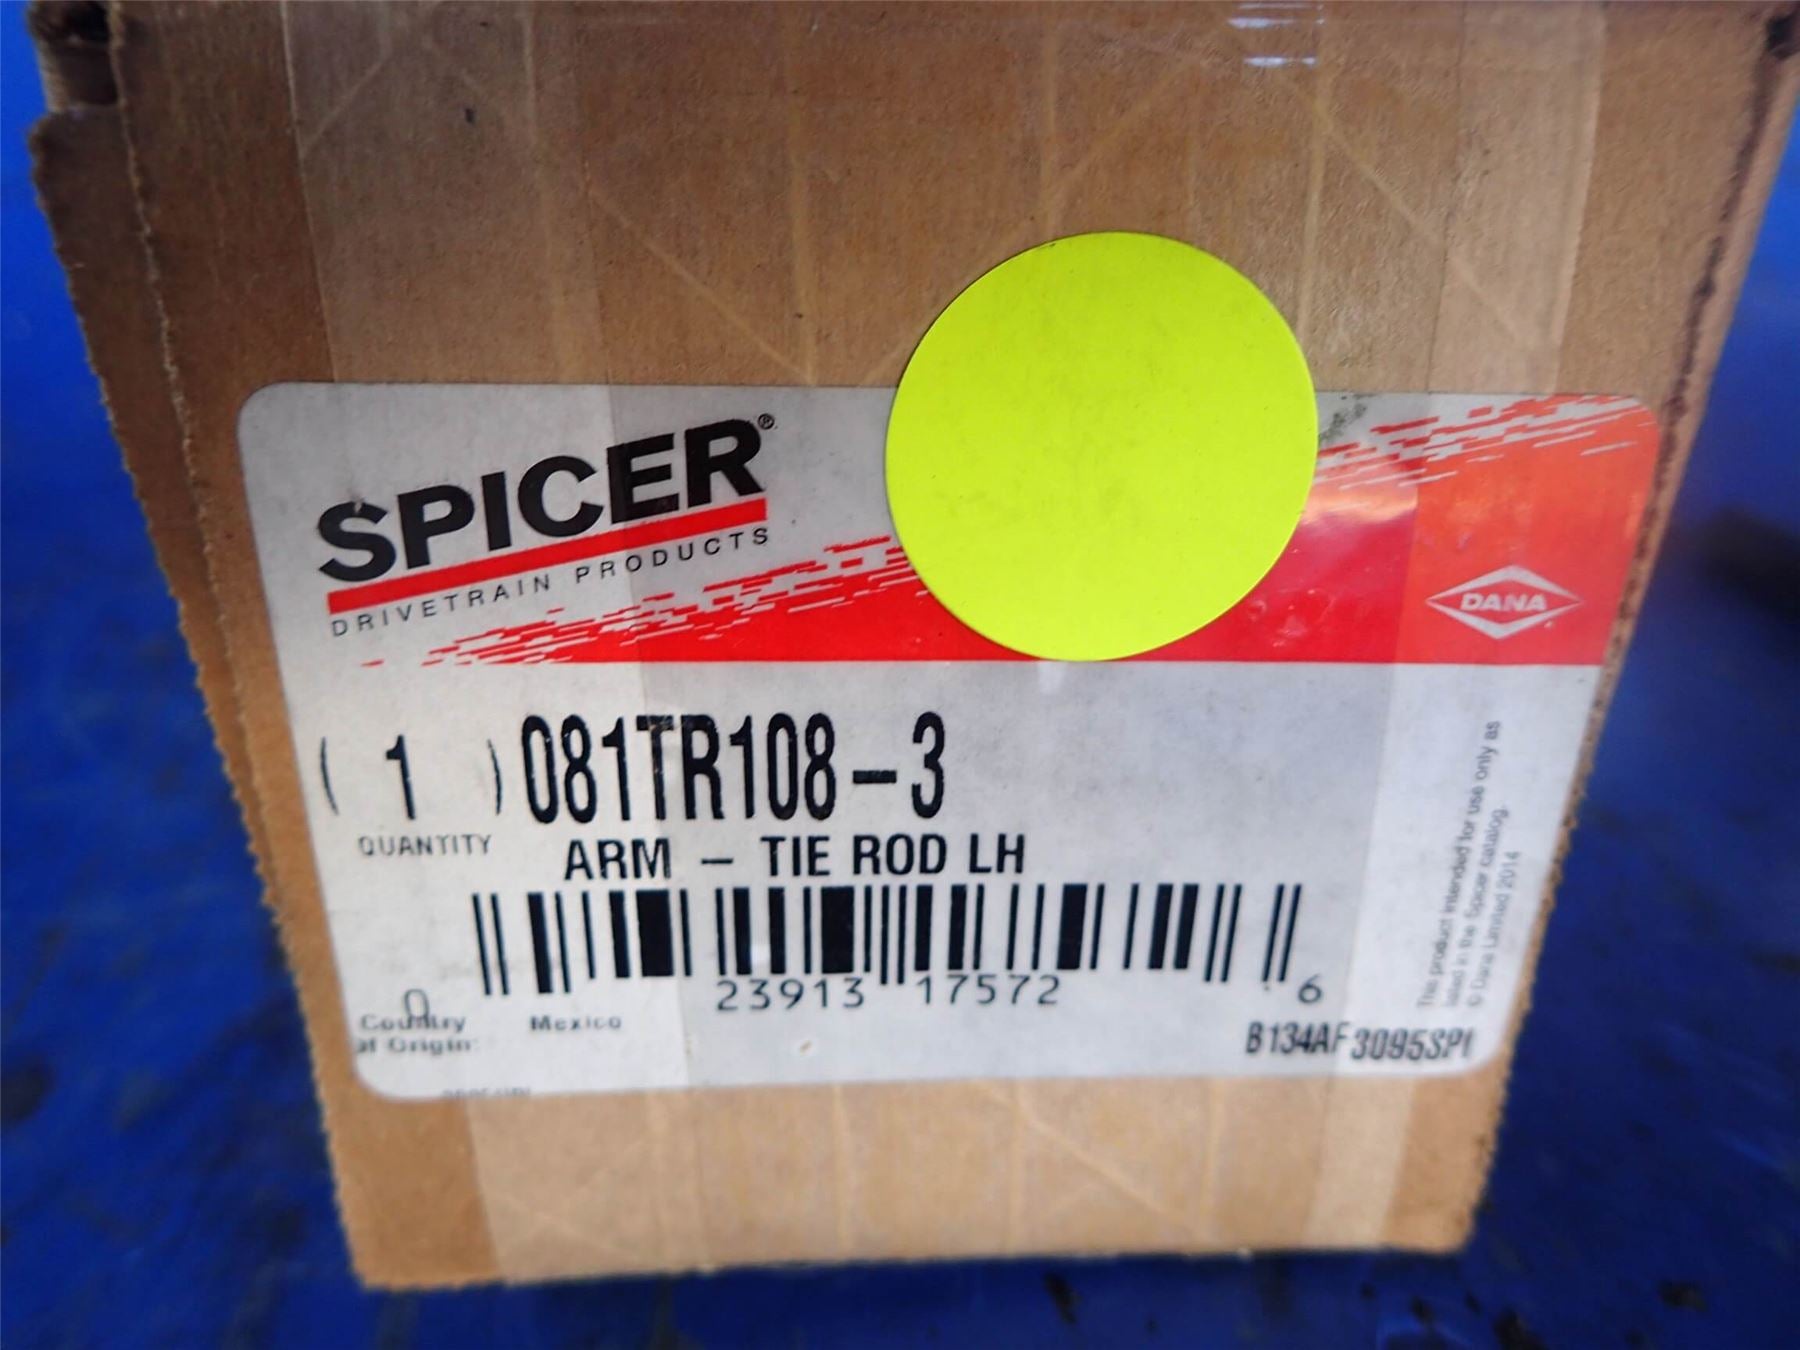 SPICER®
DRIVETRAIN PRODUCTS
DANA
( 1 ) 081TR108-3
QUANTITY
ARM - TIE ROD LH
0 23913 17572 6
Country Of Origin: Mexico
B134AF3095SPI
This product intended for use only as
listed in the Spicer catalog.
© Dana Limited 2014